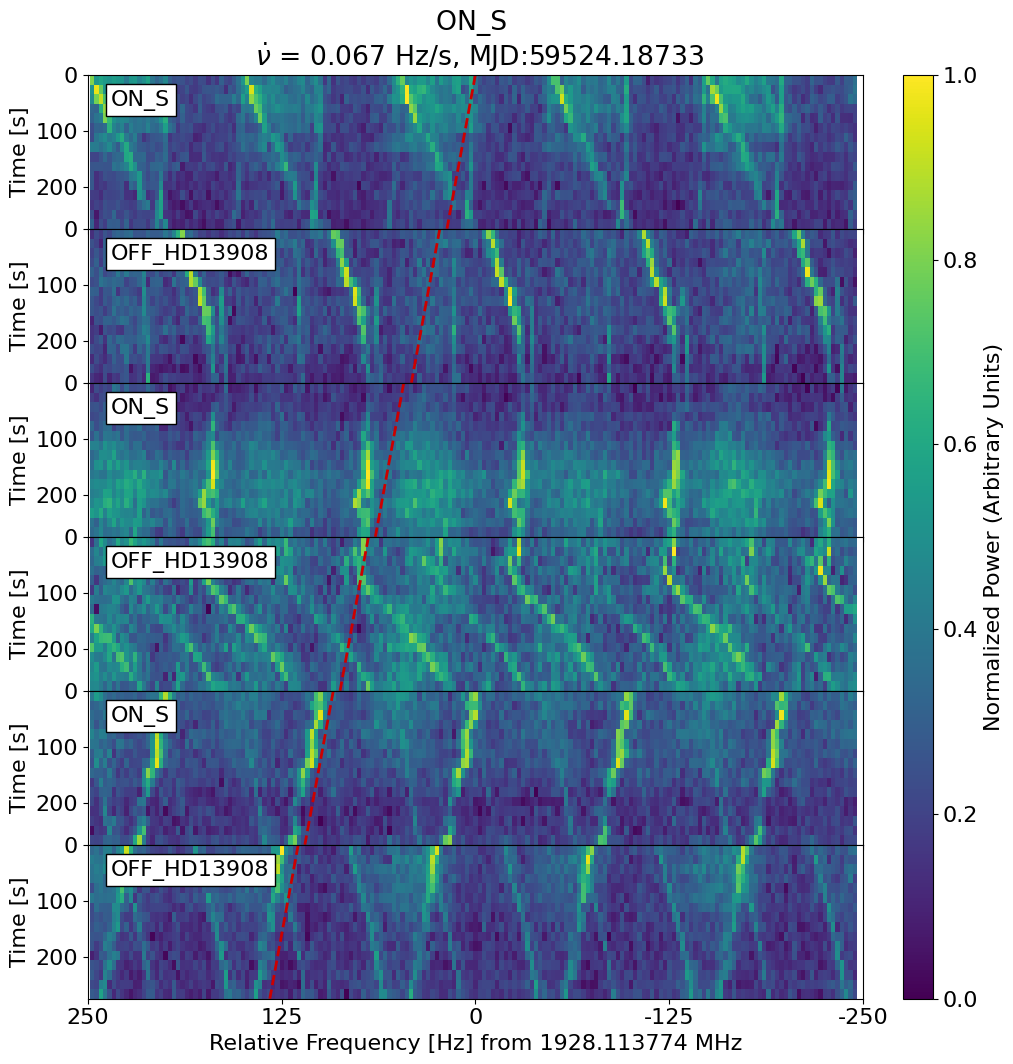 ON_S
ν̇ = 0.067 Hz/s, MJD:59524.18733
0
ON_S
100
200
Time [s]
0
OFF_HD13908
100
200
Time [s]
0
ON_S
100
200
Time [s]
0
OFF_HD13908
100
200
Time [s]
0
ON_S
100
200
Time [s]
0
OFF_HD13908
100
200
Time [s]
250 125 0 -125 -250
Relative Frequency [Hz] from 1928.113774 MHz
1.0
0.8
0.6
0.4
0.2
0.0
Normalized Power (Arbitrary Units)